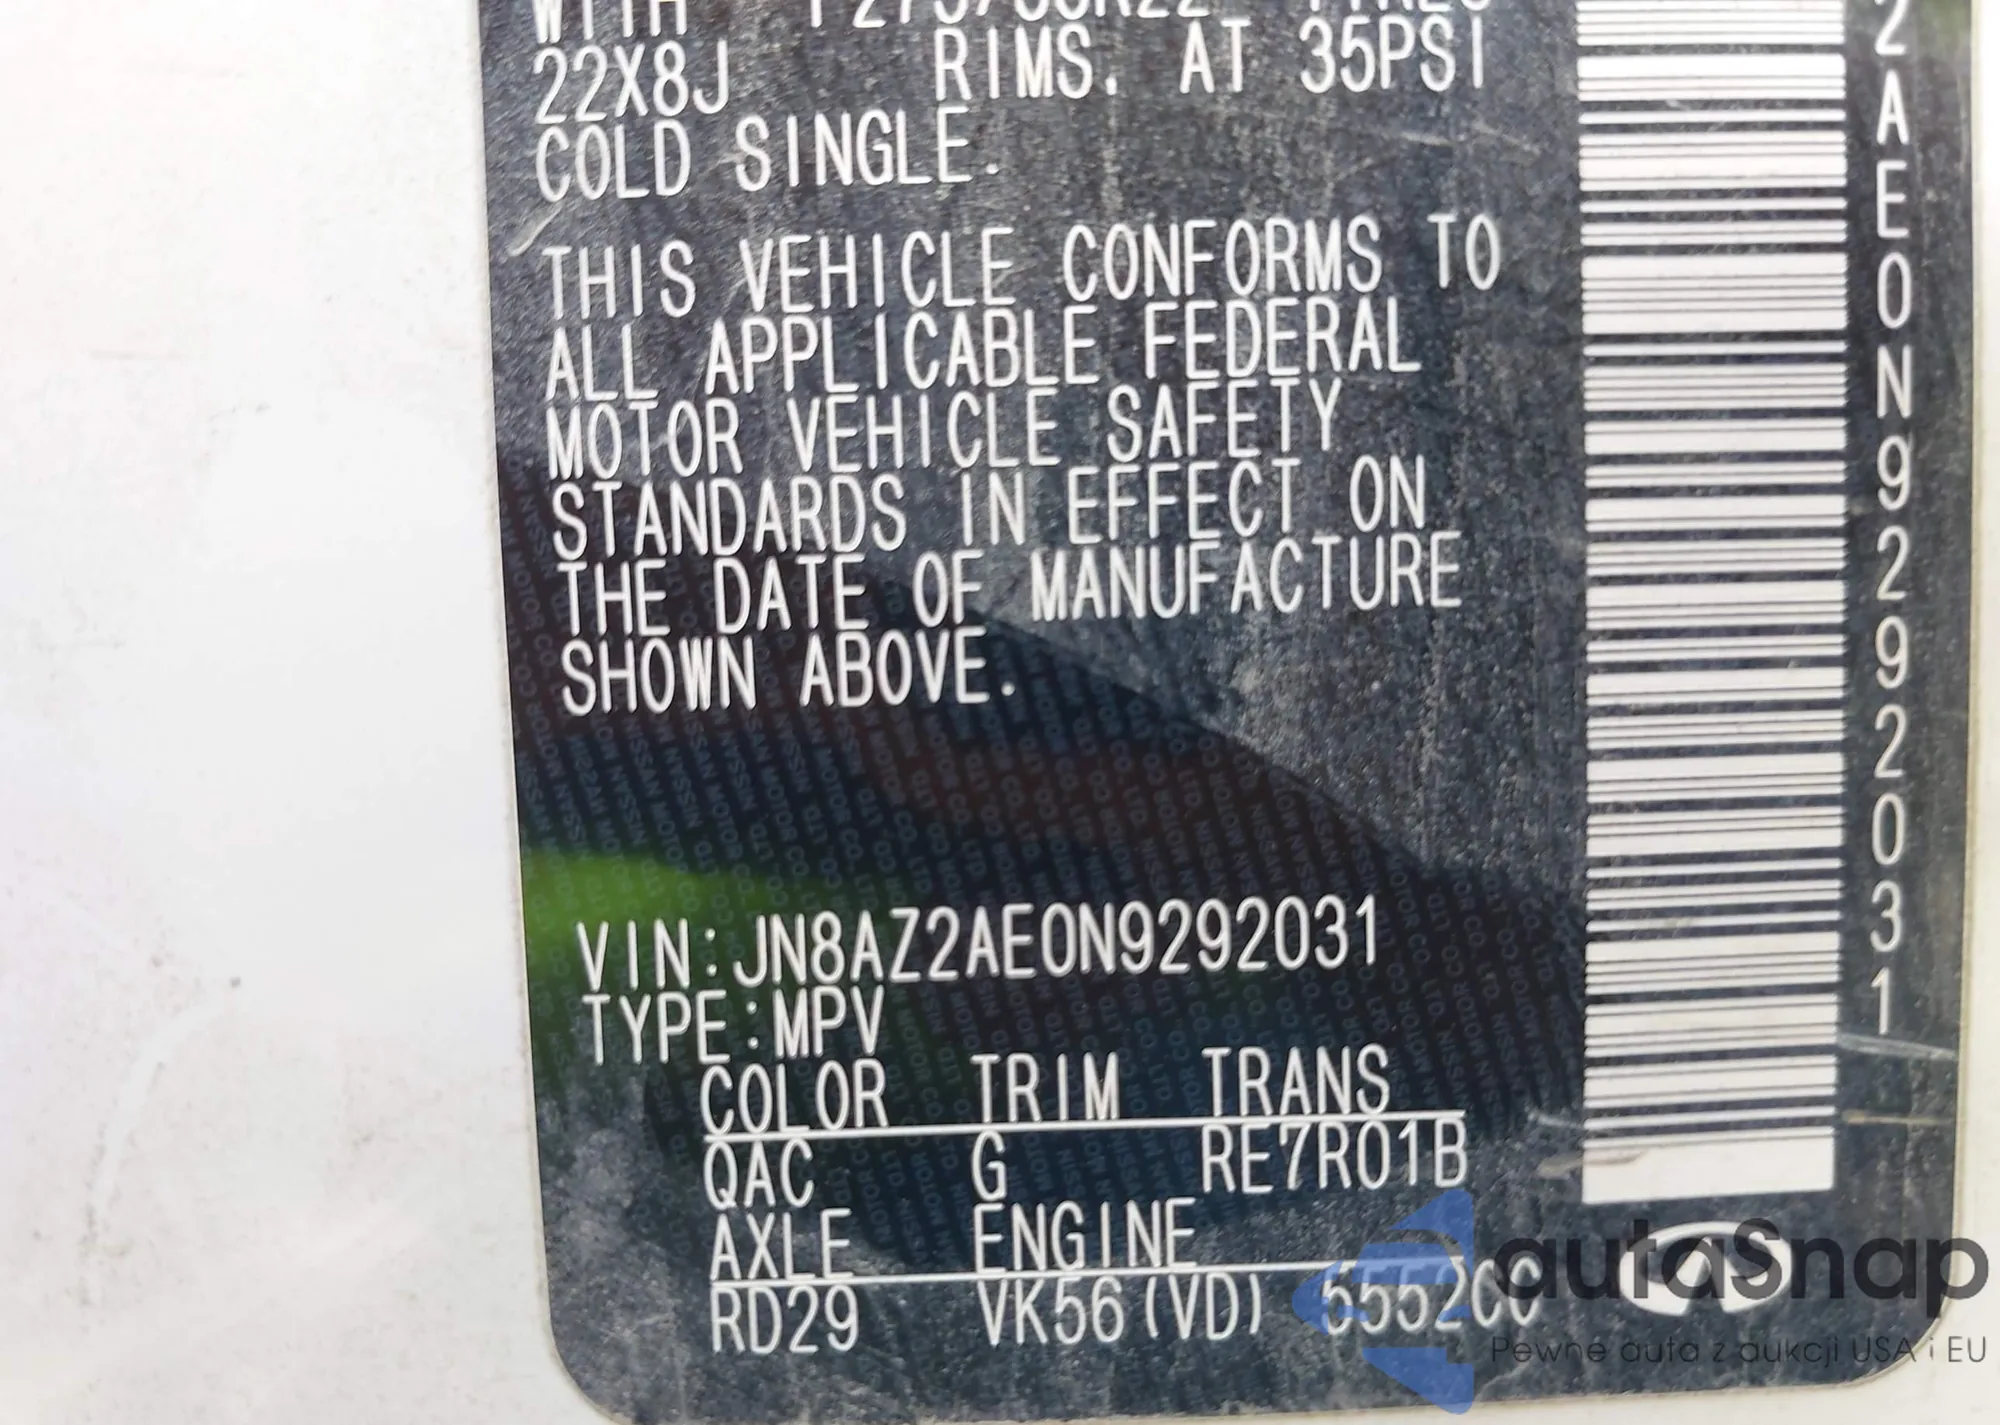 22X8J RIMS. AT 35PSI
COLD SINGLE.
THIS VEHICLE CONFORMS TO
ALL APPLICABLE FEDERAL
MOTOR VEHICLE SAFETY
STANDARDS IN EFFECT ON
THE DATE OF MANUFACTURE
SHOWN ABOVE.
VIN:JN8AZ2AE0N9292031
TYPE:MPV
COLOR TRIM TRANS
QAC G RE7R01B
AXLE ENGINE
RD29 VK56(VD) 5552CC
2AE0N9292031
autaSnap
Pewne auta z aukcji USA i EU